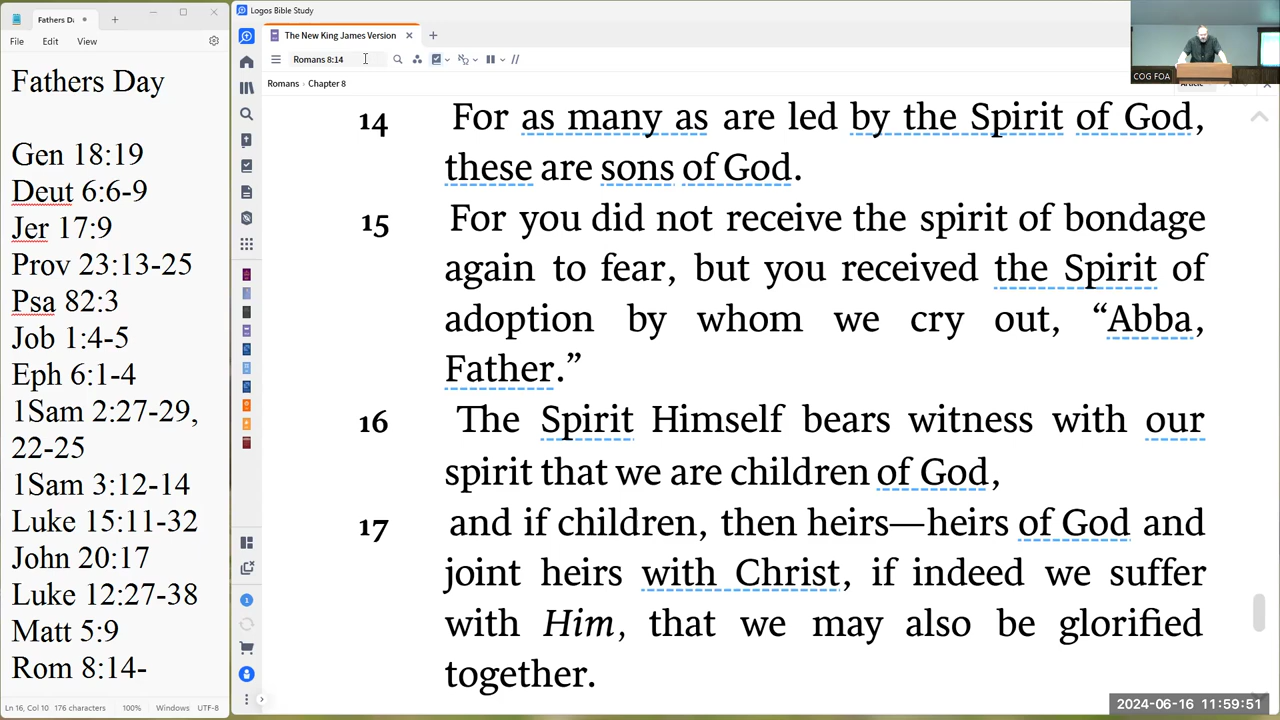 Fathers Da
File Edit View
Fathers Day
Gen 18:19
Deut 6:6-9
Jer 17:9
Prov 23:13-25
Psa 82:3
Job 1:4-5
Eph 6:1-4
1Sam 2:27-29,
22-25
1Sam 3:12-14
Luke 15:11-32
John 20:17
Luke 12:27-38
Matt 5:9
Rom 8:14-
Ln 16, Col 10 176 characters 100% Windows UTF-8
Logos Bible Study
The New King James Version
Romans 8:14
Romans › Chapter 8
14 For as many as are led by the Spirit of God,
these are sons of God.
15 For you did not receive the spirit of bondage
again to fear, but you received the Spirit of
adoption by whom we cry out, “Abba,
Father.”
16 The Spirit Himself bears witness with our
spirit that we are children of God,
17 and if children, then heirs—heirs of God and
joint heirs with Christ, if indeed we suffer
with Him, that we may also be glorified
together.
COG FOA
2024-06-16 11:59:51